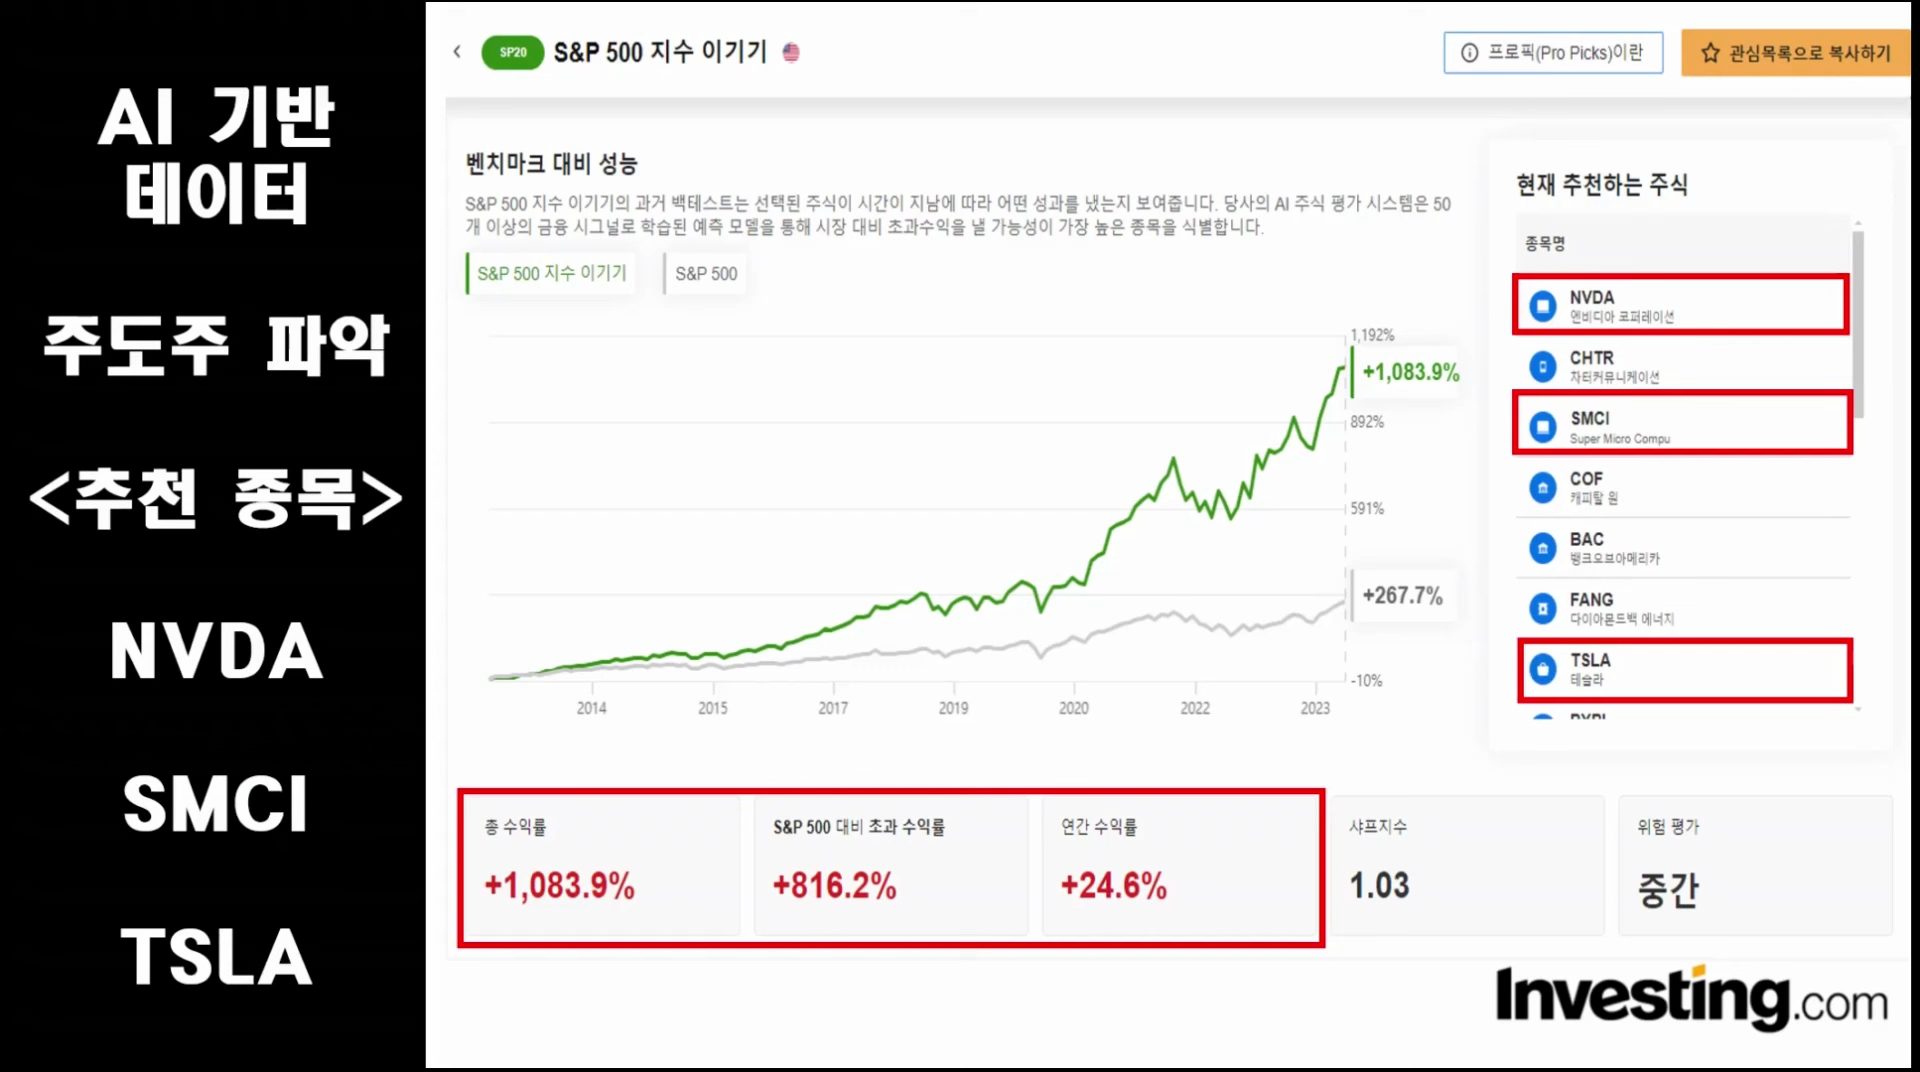 AI 기반
데이터
주도주 파악
<추천 종목>
NVDA
SMCI
TSLA
SP20 S&P 500 지수 이기기
프로픽(Pro Picks)이란
관심목록으로 복사하기
벤치마크 대비 성능
S&P 500 지수 이기기의 과거 백테스트는 선택된 주식이 시간이 지남에 따라 어떤 성과를 냈는지 보여줍니다. 당사의 AI 주식 평가 시스템은 50
개 이상의 금융 시그널로 학습된 예측 모델을 통해 시장 대비 초과수익을 낼 가능성이 가장 높은 종목을 식별합니다.
S&P 500 지수 이기기
S&P 500
1,192%
+1,083.9%
892%
591%
+267.7%
-10%
2014 2015 2017 2019 2020 2022 2023
현재 추천하는 주식
종목명
NVDA
엔비디아 코퍼레이션
CHTR
차터커뮤니케이션
SMCI
Super Micro Compu
COF
캐피탈 원
BAC
뱅크오브아메리카
FANG
다이아몬드백 에너지
TSLA
테슬라
총 수익률
+1,083.9%
S&P 500 대비 초과 수익률
+816.2%
연간 수익률
+24.6%
샤프지수
1.03
위험 평가
중간
Investing.com